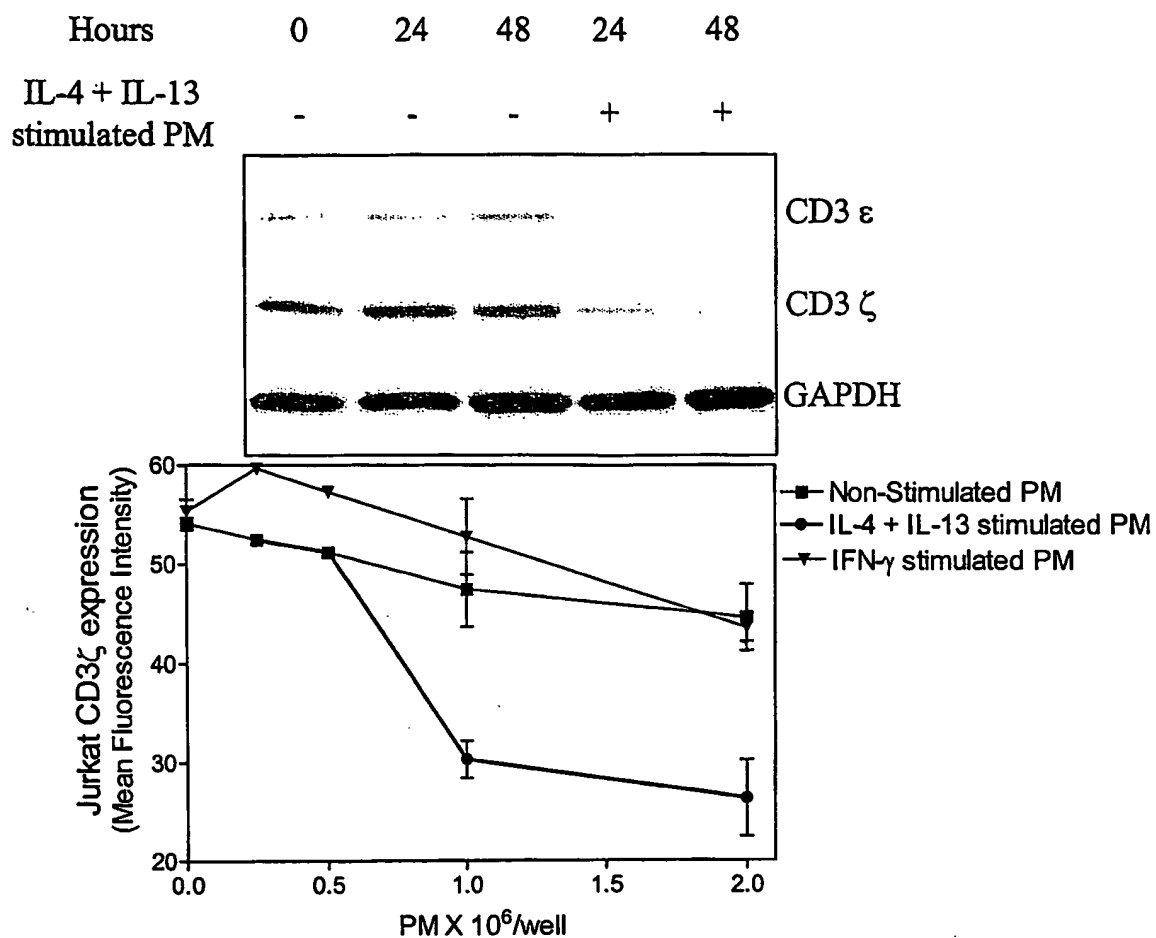 Hours 0 24 48 24 48
IL-4 + IL-13
stimulated PM - - - + +
CD3 ε
CD3 ζ
GAPDH
60
50
40
30
20
Jurkat CD3ζ expression
(Mean Fluorescence Intensity)
Non-Stimulated PM
IL-4 + IL-13 stimulated PM
IFN-γ stimulated PM
0.0 0.5 1.0 1.5 2.0
PM X 10⁶/well